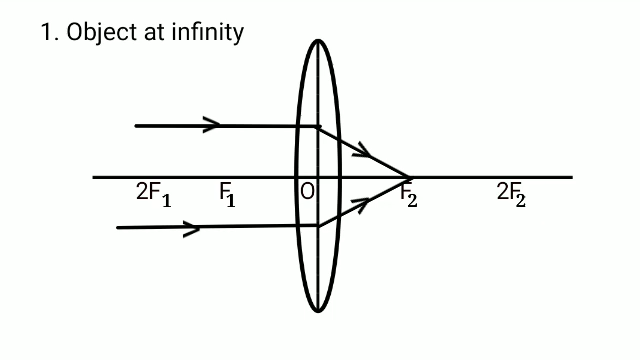 1. Object at infinity
2F₁ F₁ O F₂ 2F₂